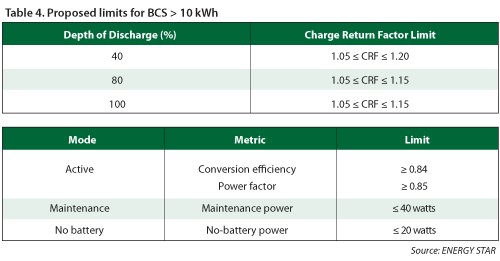 Table 4. Proposed limits for BCS > 10 kWh
Depth of Discharge (%) Charge Return Factor Limit
40 1.05 ≤ CRF ≤ 1.20
80 1.05 ≤ CRF ≤ 1.15
100 1.05 ≤ CRF ≤ 1.15
Mode Metric Limit
Active Conversion efficiency ≥ 0.84
Power factor ≥ 0.85
Maintenance Maintenance power ≤ 40 watts
No battery No-battery power ≤ 20 watts
Source: ENERGY STAR